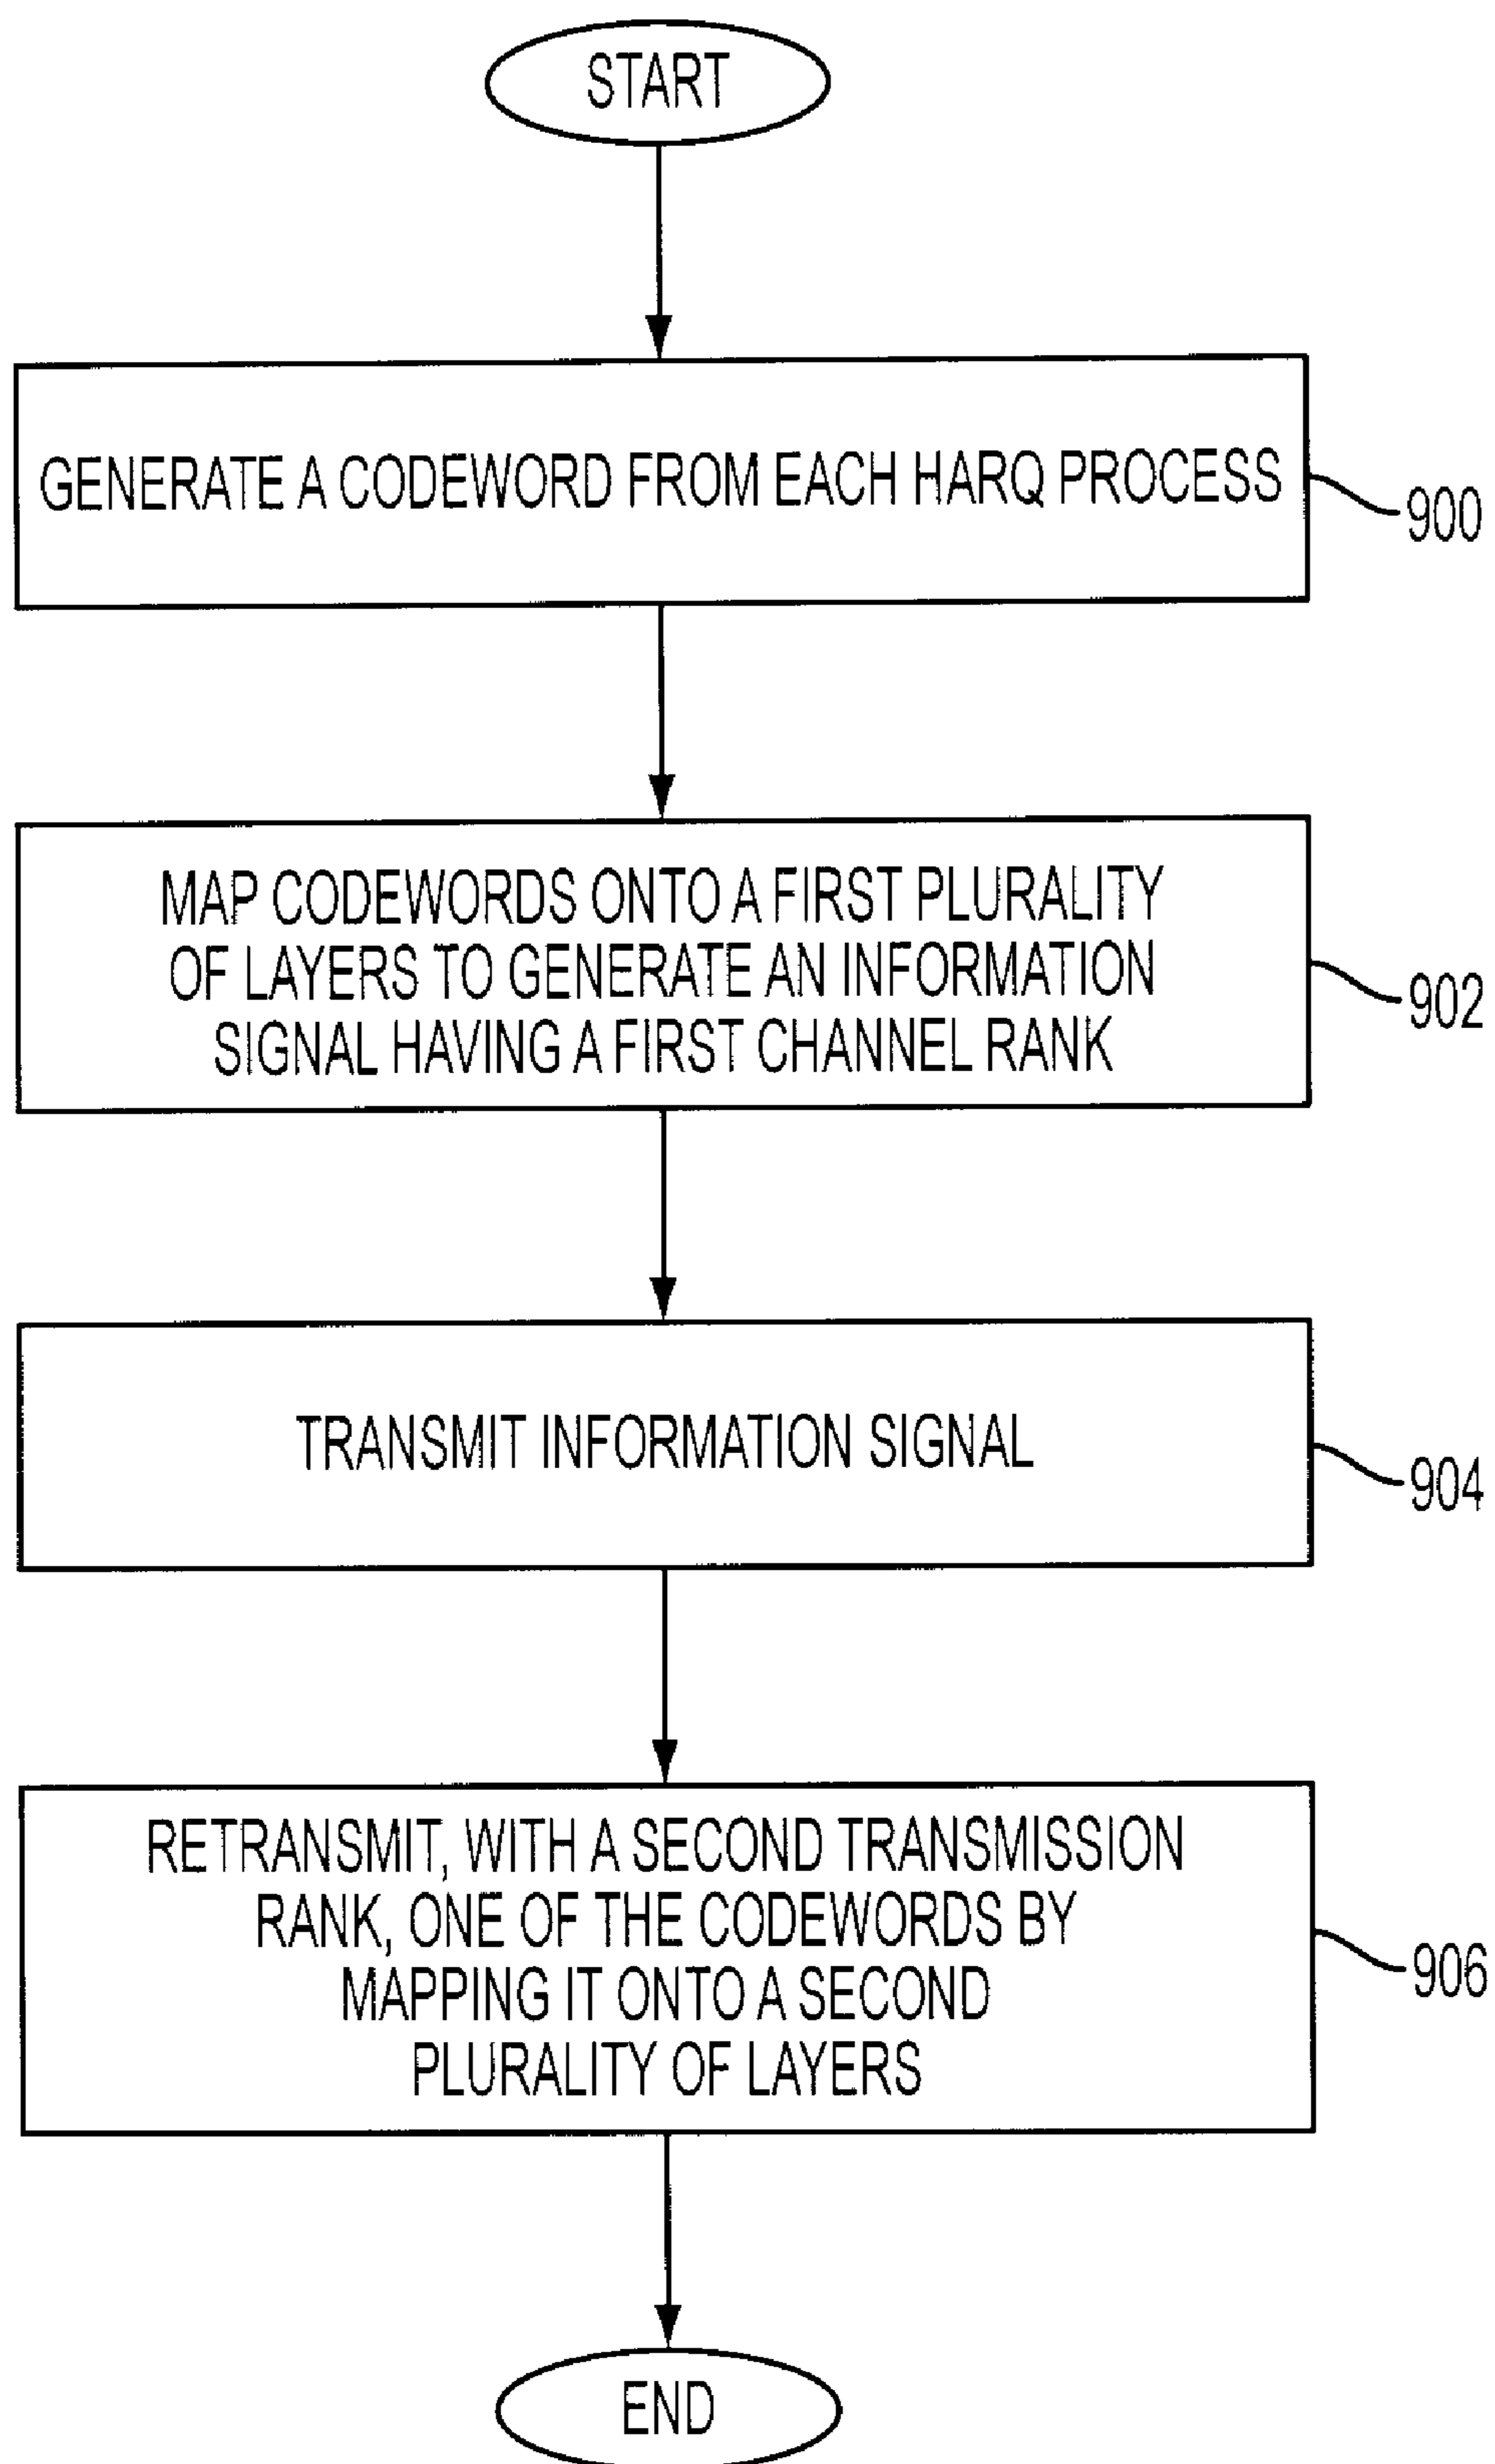 START
GENERATE A CODEWORD FROM EACH HARQ PROCESS
900
MAP CODEWORDS ONTO A FIRST PLURALITY
OF LAYERS TO GENERATE AN INFORMATION
SIGNAL HAVING A FIRST CHANNEL RANK
902
TRANSMIT INFORMATION SIGNAL
904
RETRANSMIT, WITH A SECOND TRANSMISSION
RANK, ONE OF THE CODEWORDS BY
MAPPING IT ONTO A SECOND
PLURALITY OF LAYERS
906
END